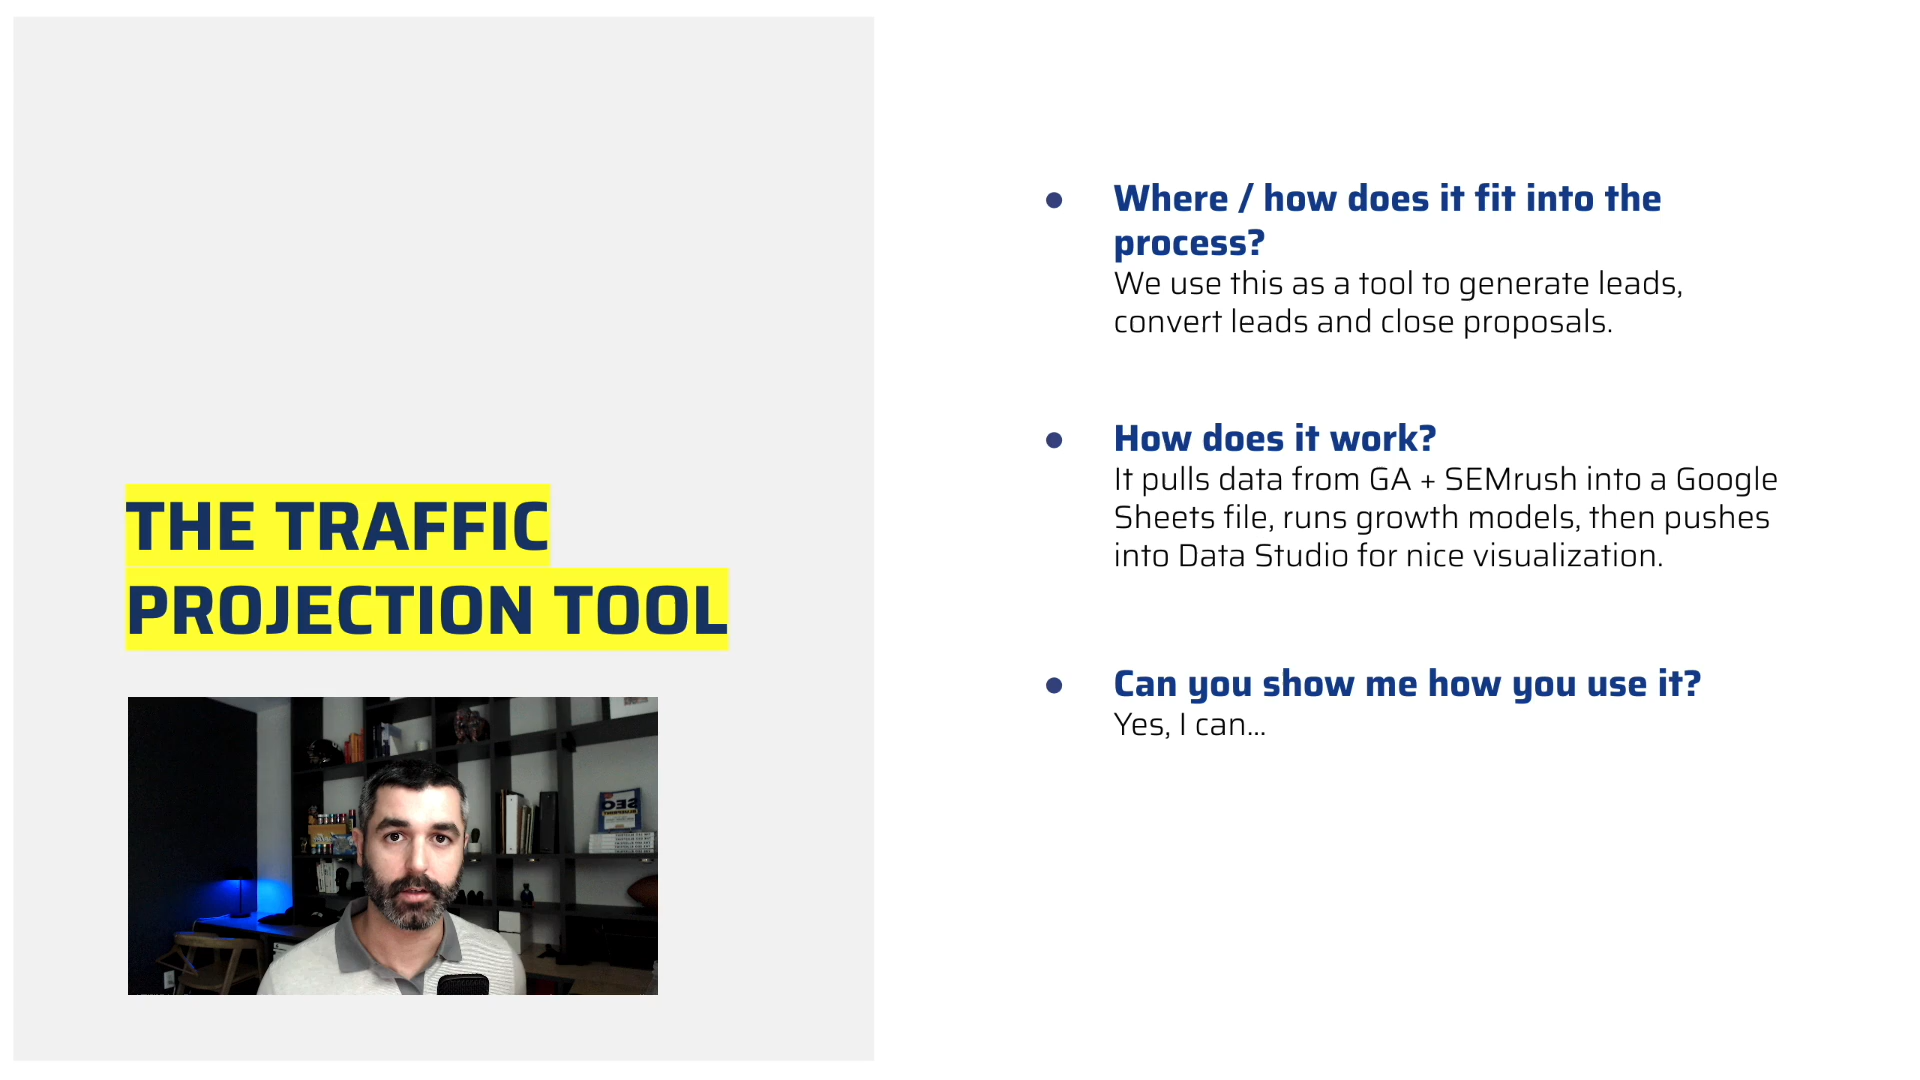 THE TRAFFIC
PROJECTION TOOL
SEO
● Where / how does it fit into the
process?
We use this as a tool to generate leads,
convert leads and close proposals.
● How does it work?
It pulls data from GA + SEMrush into a Google
Sheets file, runs growth models, then pushes
into Data Studio for nice visualization.
● Can you show me how you use it?
Yes, I can...